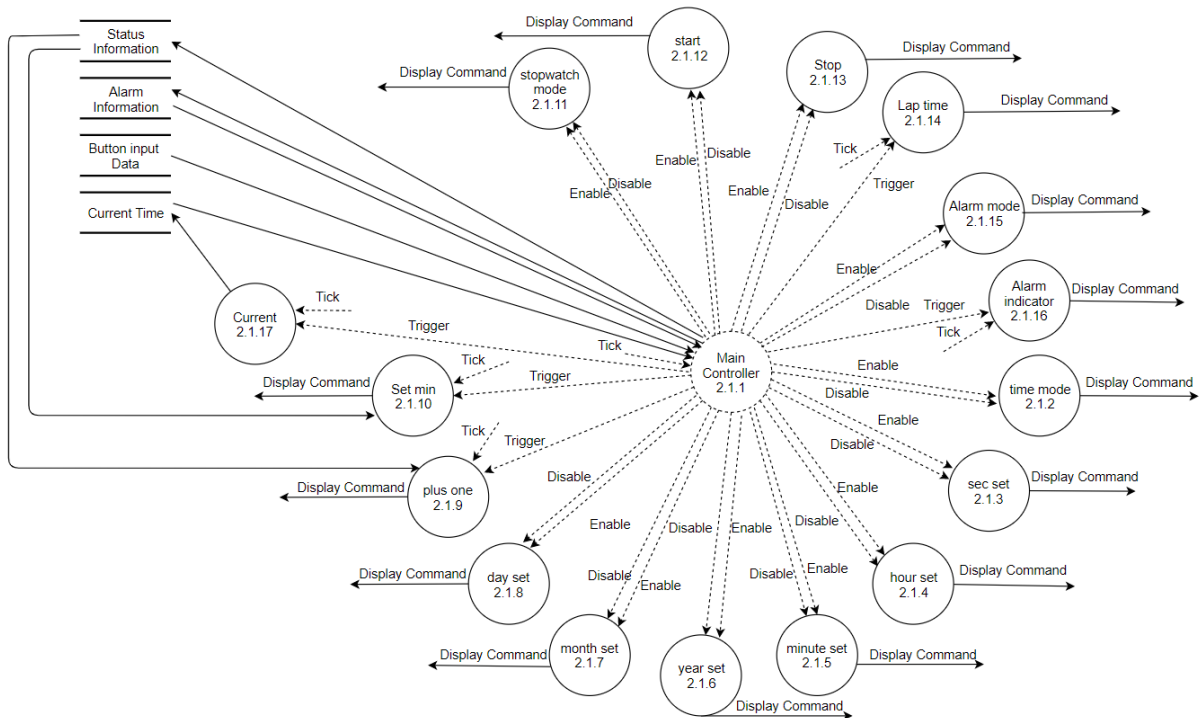 Status
Information
Alarm
Information
Button input
Data
Current Time
Display Command
start
2.1.12
Display Command
stopwatch
mode
2.1.11
Stop
2.1.13
Display Command
Lap time
2.1.14
Display Command
Tick
Enable
Disable
Enable
Disable
Enable
Disable
Trigger
Alarm mode
2.1.15
Display Command
Enable
Disable
Trigger
Tick
Alarm
indicator
2.1.16
Display Command
Current
2.1.17
Tick
Trigger
Tick
Main
Controller
2.1.1
Enable
Disable
time mode
2.1.2
Display Command
Display Command
Set min
2.1.10
Tick
Trigger
Enable
Disable
sec set
2.1.3
Display Command
Tick
Trigger
plus one
2.1.9
Display Command
Disable
Enable
Enable
Disable
hour set
2.1.4
Display Command
Display Command
day set
2.1.8
Enable
Disable
Disable
Enable
Disable
Enable
Disable
Enable
Display Command
month set
2.1.7
year set
2.1.6
Display Command
minute set
2.1.5
Display Command